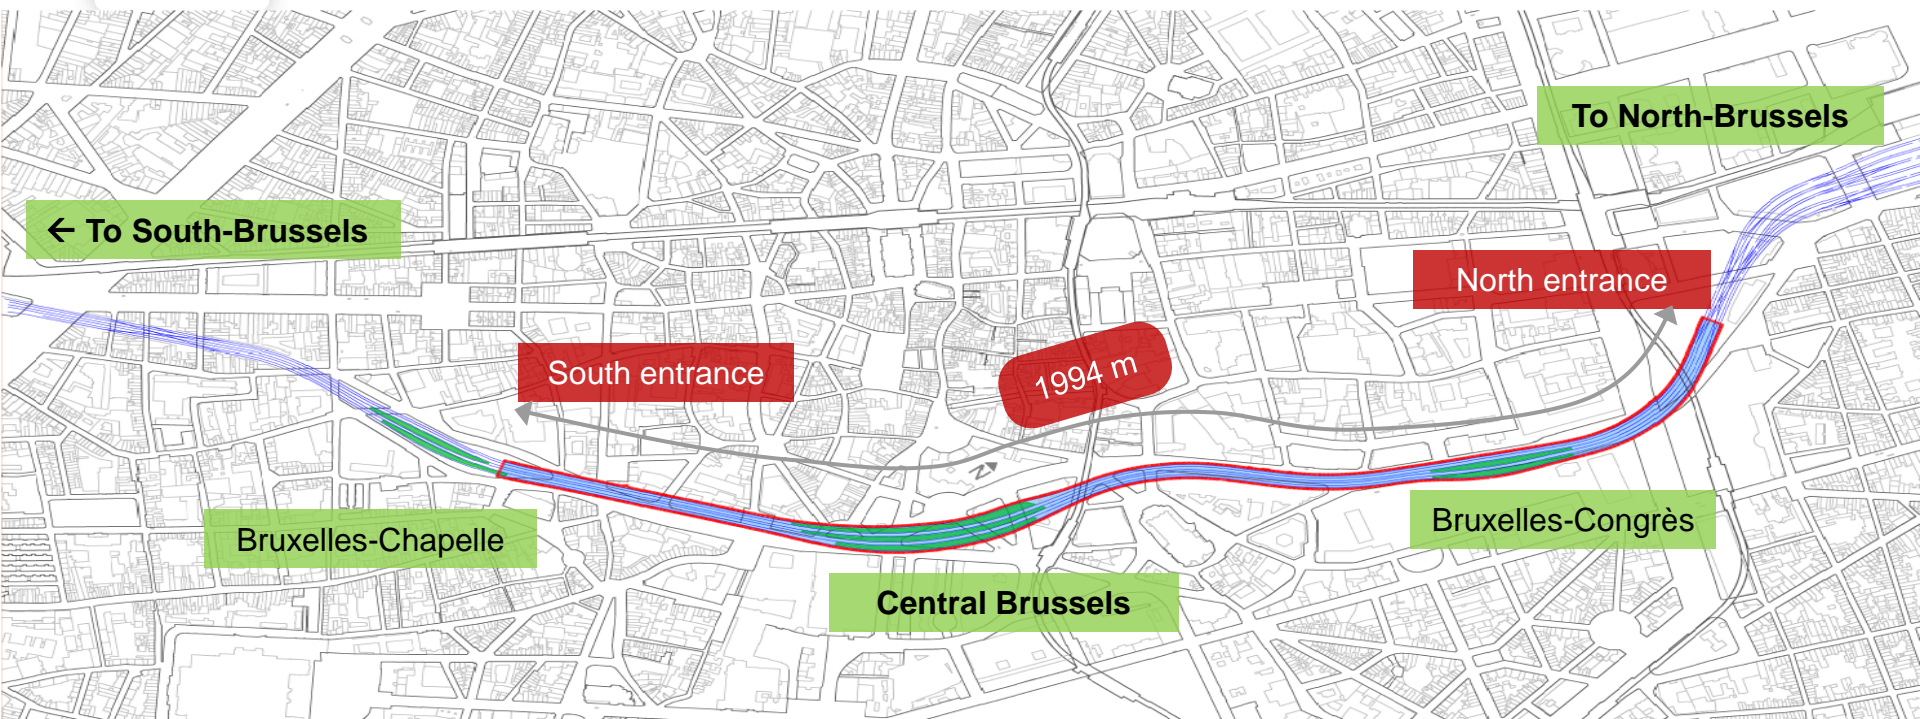 To North-Brussels
← To South-Brussels
North entrance
South entrance
1994 m
N
Bruxelles-Chapelle
Bruxelles-Congrès
Central Brussels